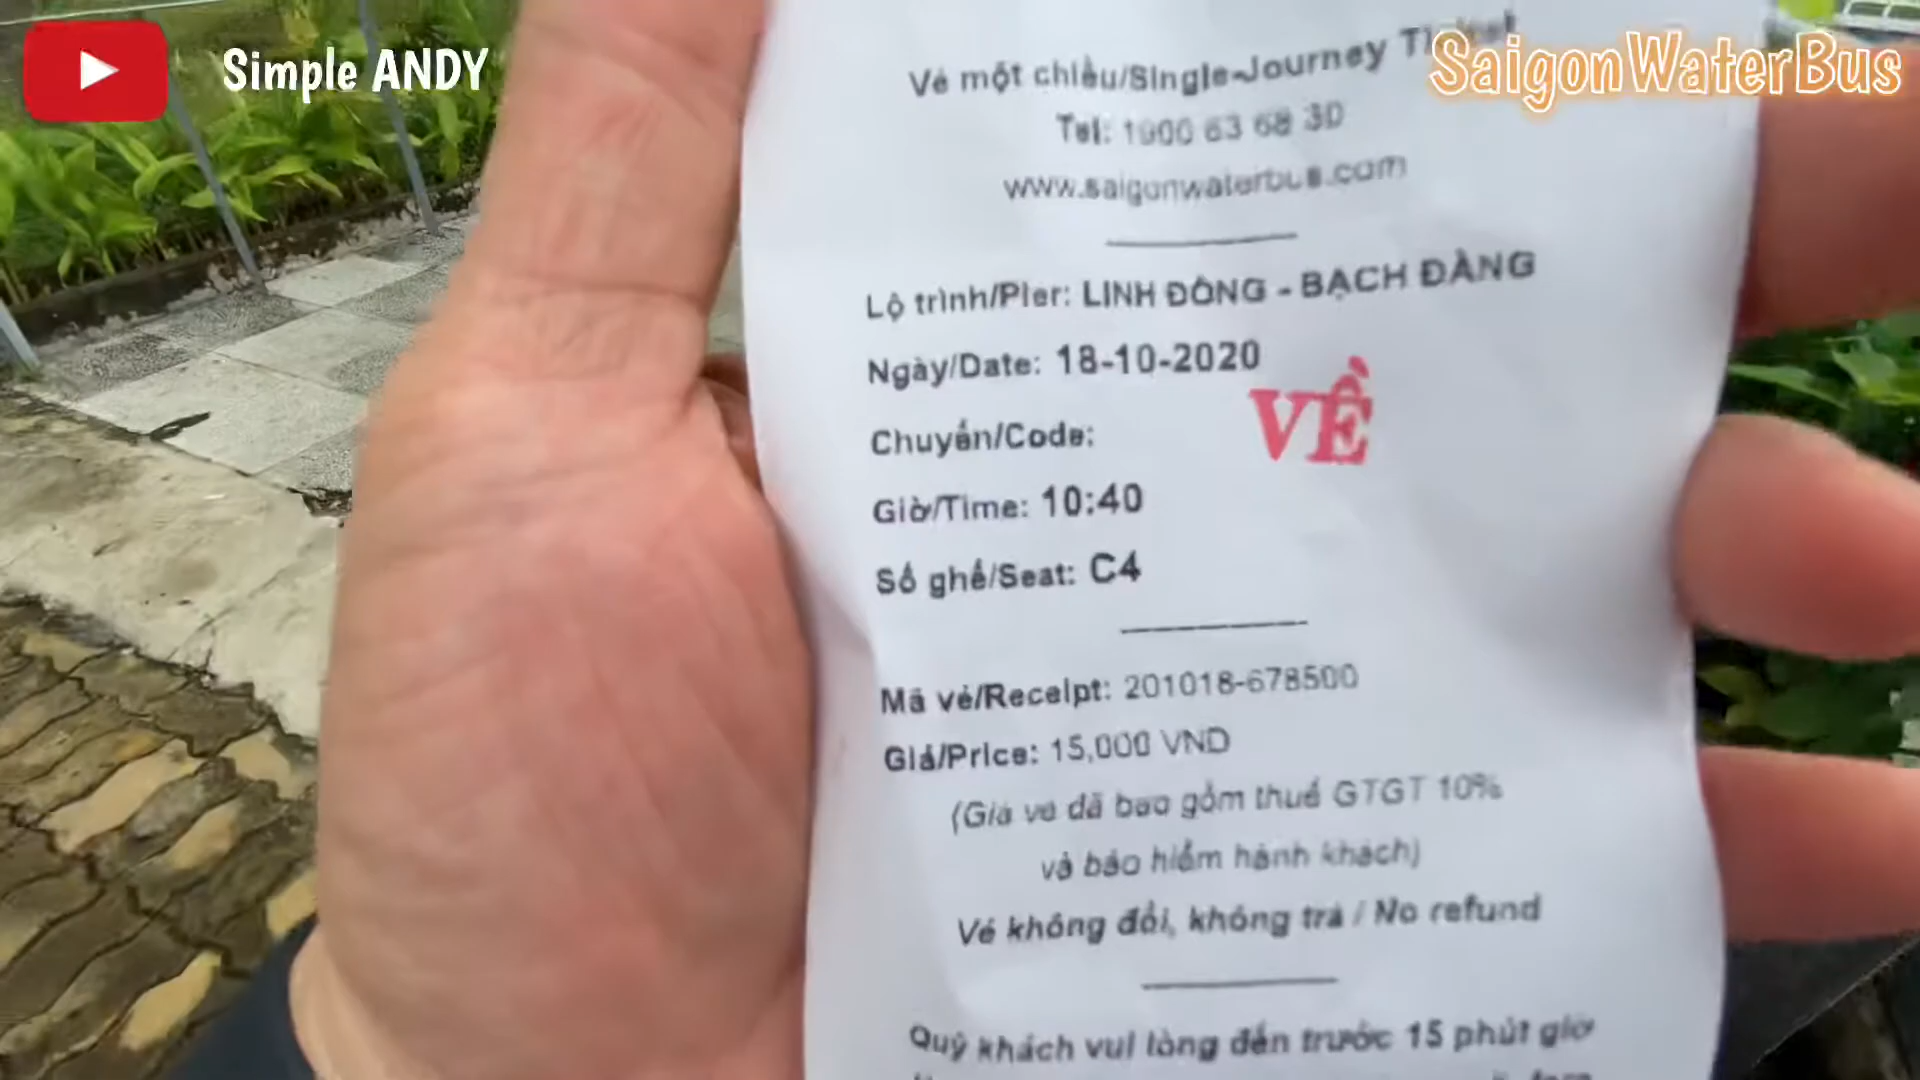 Simple ANDY
SaigonWaterBus
Vé một chiều/Single-Journey Ticket
Tel: 1900 63 68 30
www.saigonwaterbus.com
Lộ trình/Pier: LINH ĐÔNG - BẠCH ĐẰNG
Ngày/Date: 18-10-2020
VỀ
Chuyến/Code:
Giờ/Time: 10:40
Số ghế/Seat: C4
Mã vé/Receipt: 201018-678500
Giá/Price: 15,000 VND
(Giá vé đã bao gồm thuế GTGT 10%
và bảo hiểm hành khách)
Vé không đổi, không trả / No refund
Quý khách vui lòng đến trước 15 phút giờ